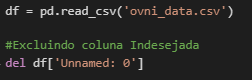 df = pd.read_csv('ovni_data.csv')
#Excluindo coluna Indesejada
del df['Unnamed: 0']